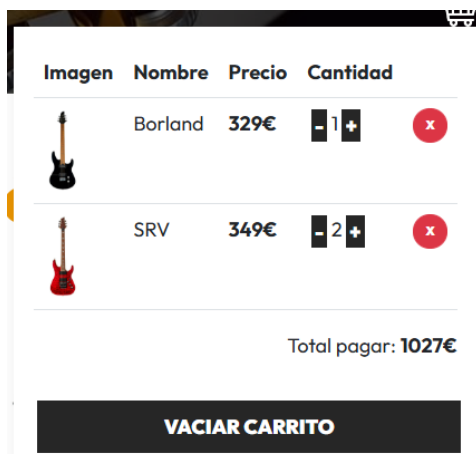 Imagen Nombre Precio Cantidad
Borland 329€ - 1 + x
SRV 349€ - 2 + x
Total pagar: 1027€
VACIAR CARRITO